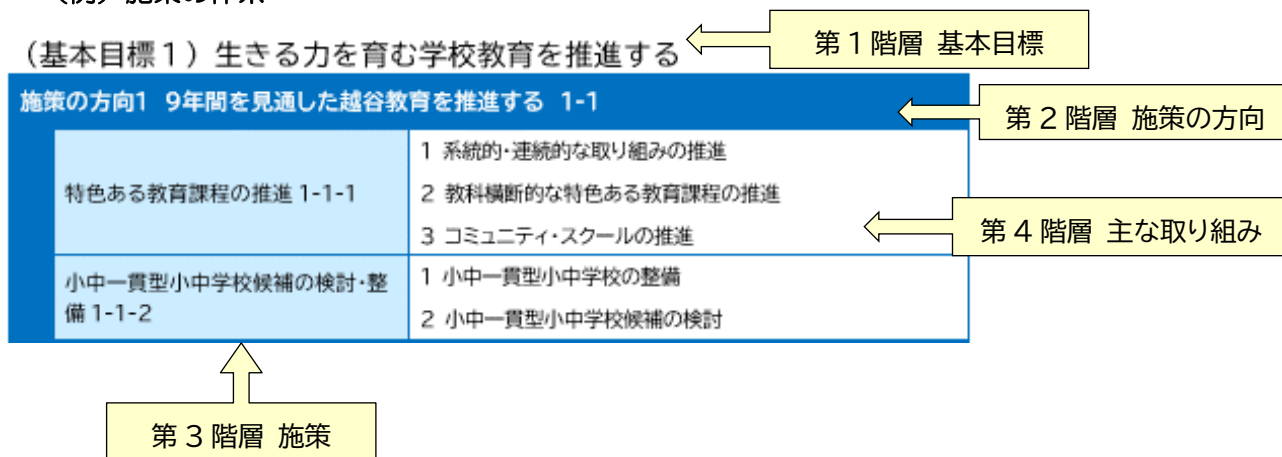 （例）施策の体系
（基本目標１）生きる力を育む学校教育を推進する
第１階層 基本目標
施策の方向1 9年間を見通した越谷教育を推進する 1-1
第２階層 施策の方向
特色ある教育課程の推進 1-1-1
1 系統的・連続的な取り組みの推進
2 教科横断的な特色ある教育課程の推進
3 コミュニティ・スクールの推進
第４階層 主な取り組み
小中一貫型小中学校候補の検討・整
備 1-1-2
1 小中一貫型小中学校の整備
2 小中一貫型小中学校候補の検討
第３階層 施策